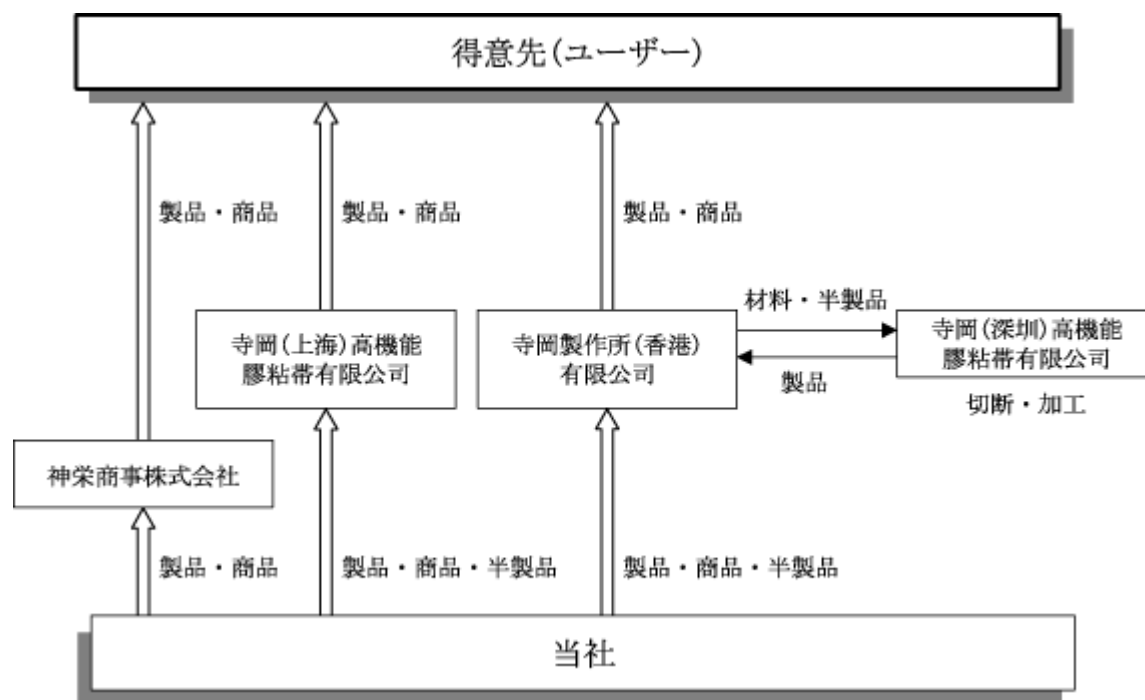 得意先(ユーザー)
製品・商品
製品・商品
製品・商品
材料・半製品
寺岡(上海)高機能
膠粘帯有限公司
寺岡製作所(香港)
有限公司
寺岡(深圳)高機能
膠粘帯有限公司
製品
切断・加工
神栄商事株式会社
製品・商品
製品・商品・半製品
製品・商品・半製品
当社